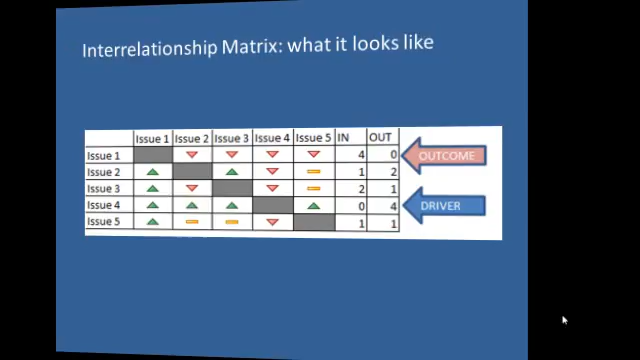 Interrelationship Matrix: what it looks like
Issue 1 Issue 2 Issue 3 Issue 4 Issue 5 IN OUT
Issue 1 4 0 OUTCOME
Issue 2 1 2
Issue 3 2 1
Issue 4 0 4 DRIVER
Issue 5 1 1